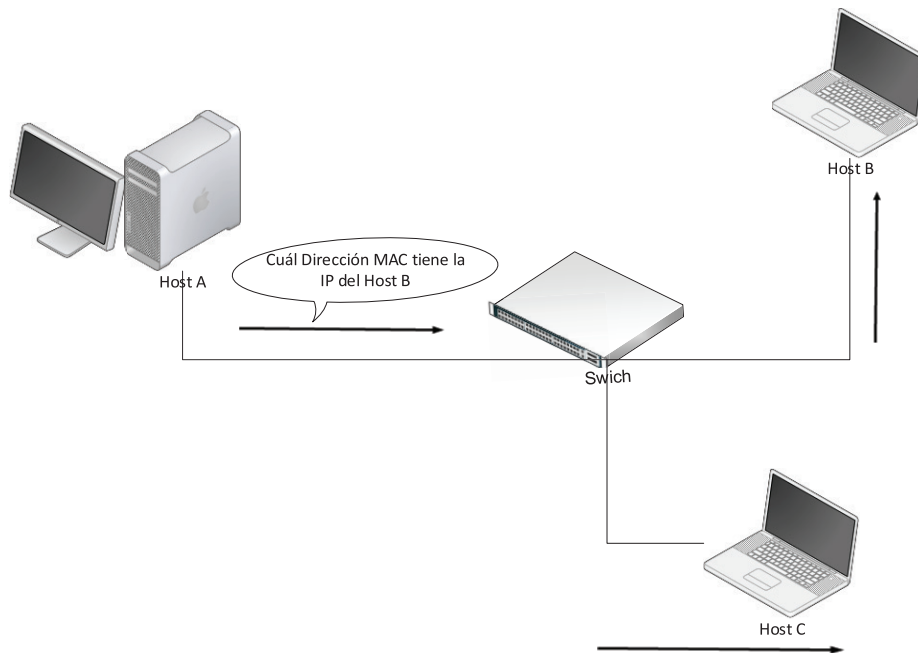 Host B
Cuál Dirección MAC tiene la
IP del Host B
Host A
Swich
Host C